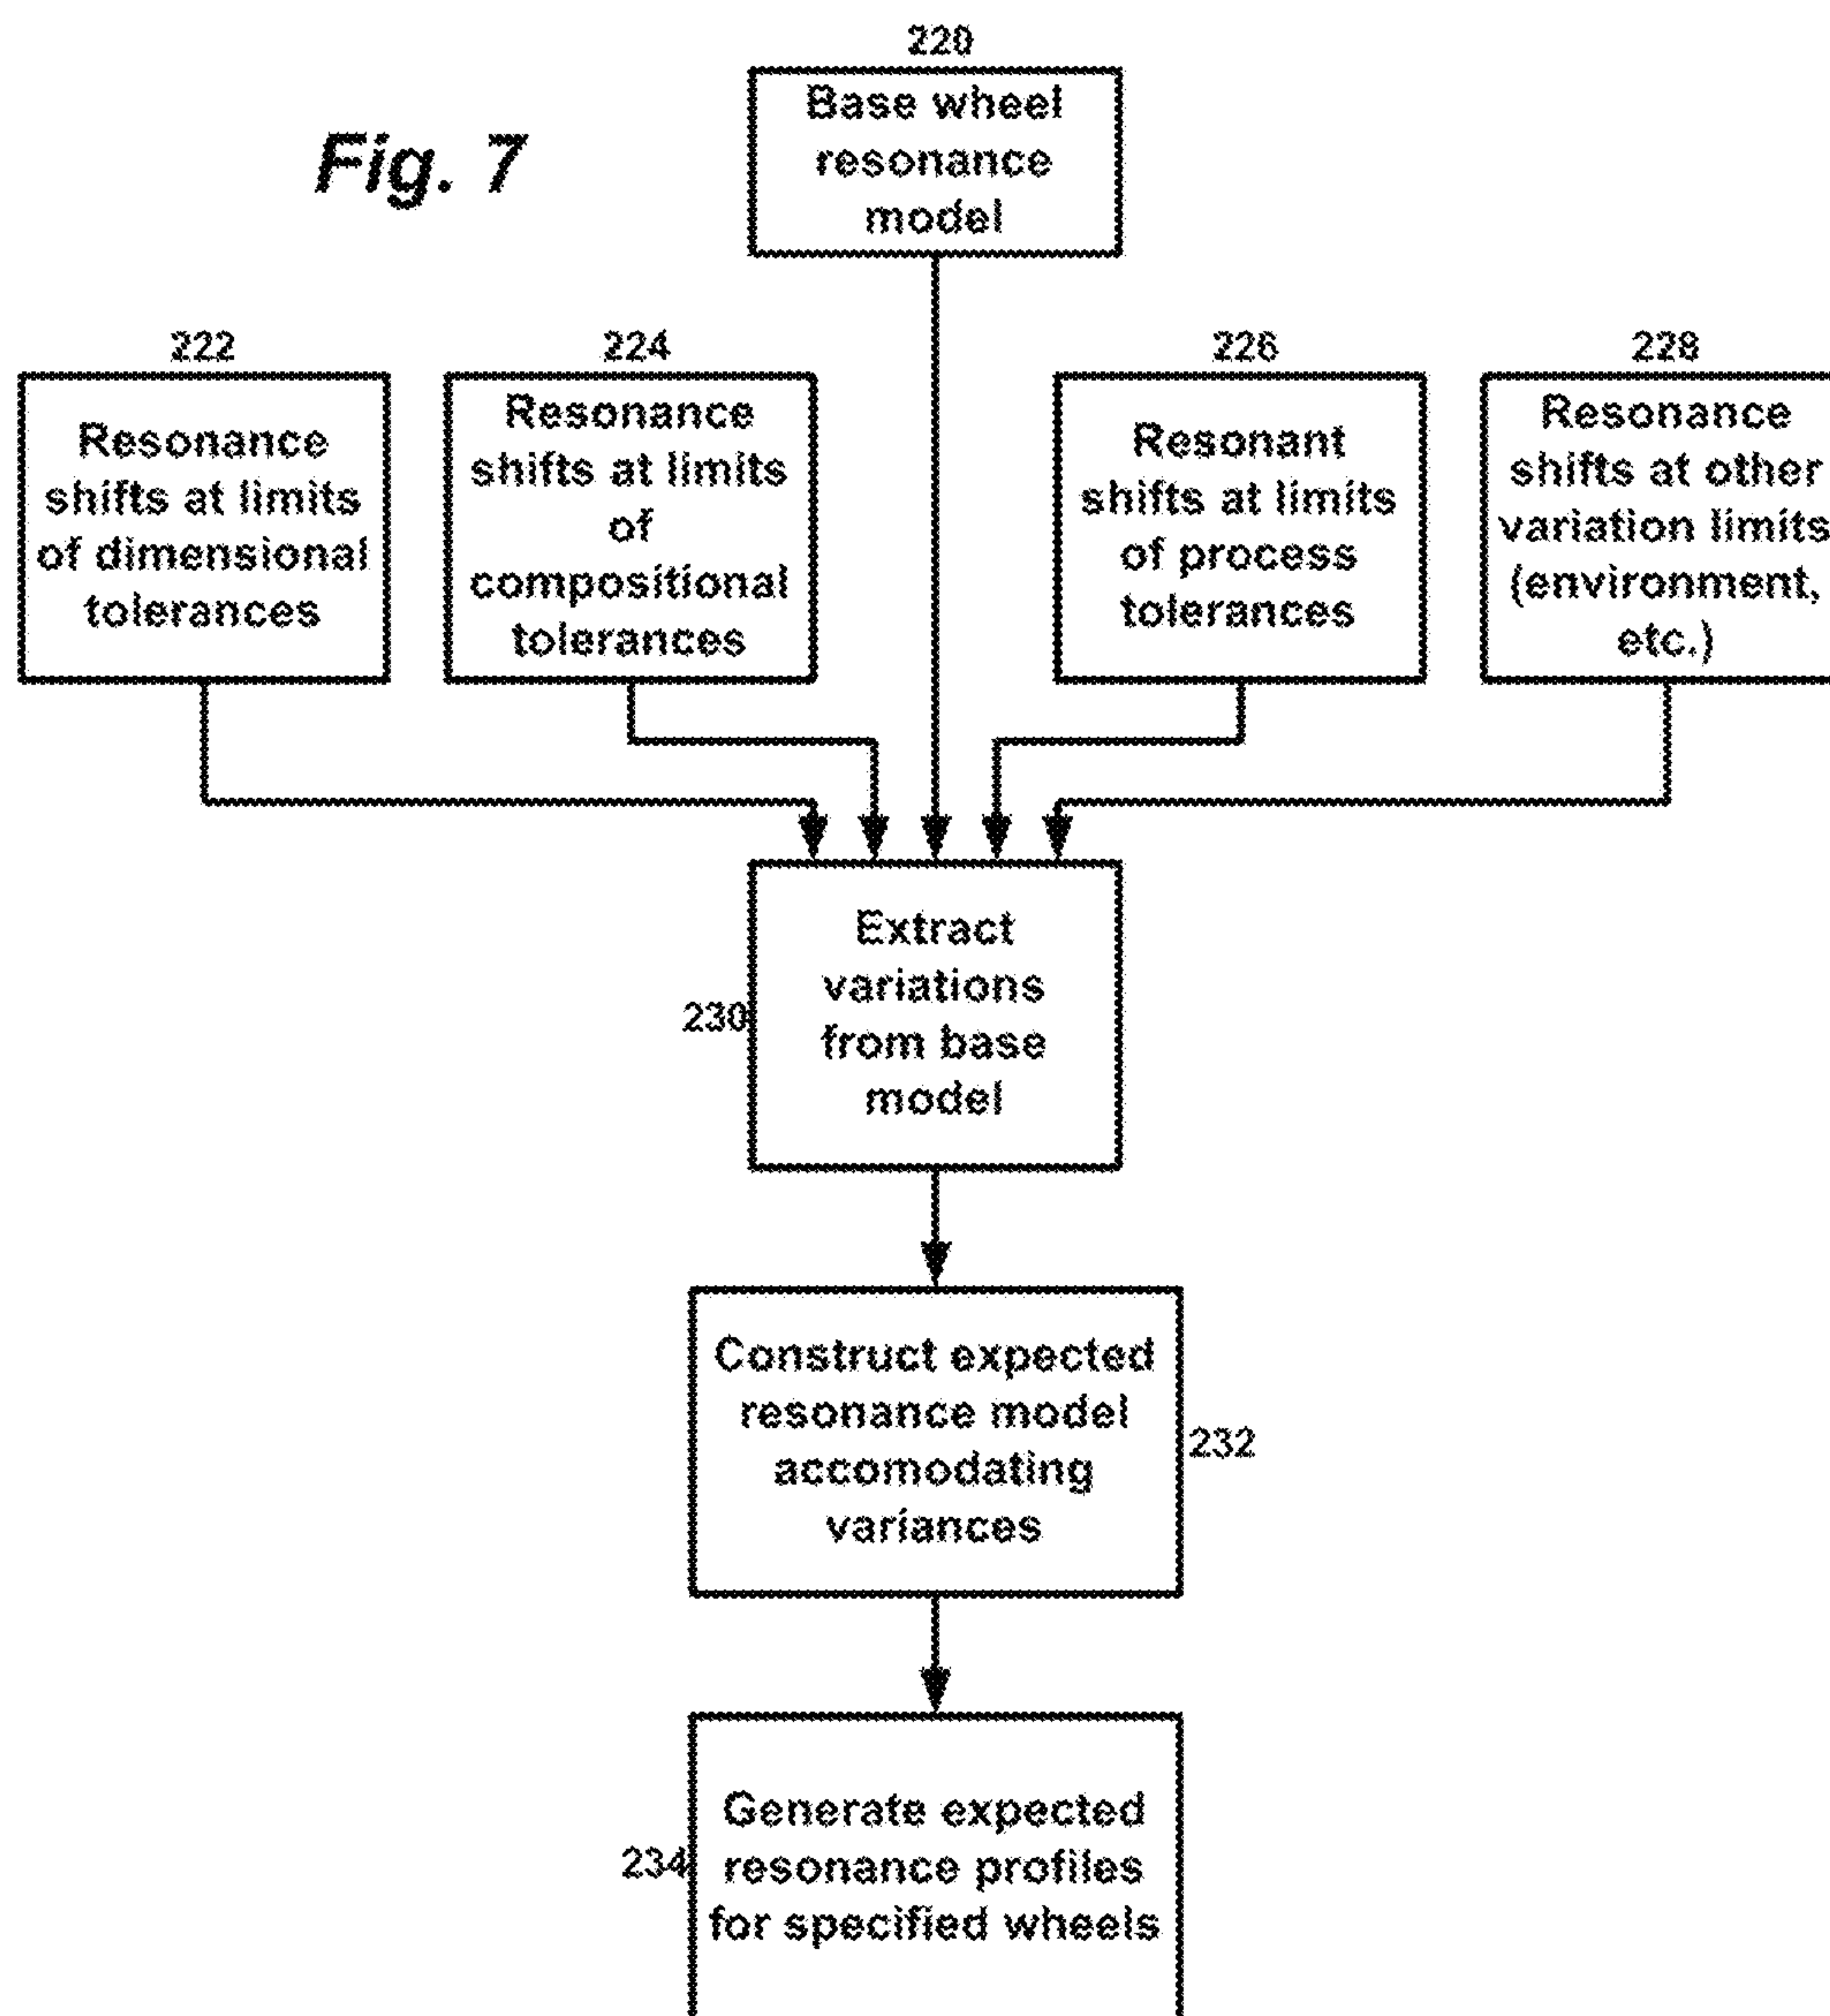 220
Base wheel
resonance
model
Fig. 7
222
Resonance
shifts at limits
of dimensional
tolerances
224
Resonance
shifts at limits
of
compositional
tolerances
226
Resonant
shifts at limits
of process
tolerances
228
Resonance
shifts at other
variation limits
(environment,
etc.)
Extract
variations
from base
model
230
Construct expected
resonance model
accomodating
variances
232
Generate expected
resonance profiles
for specified wheels
234